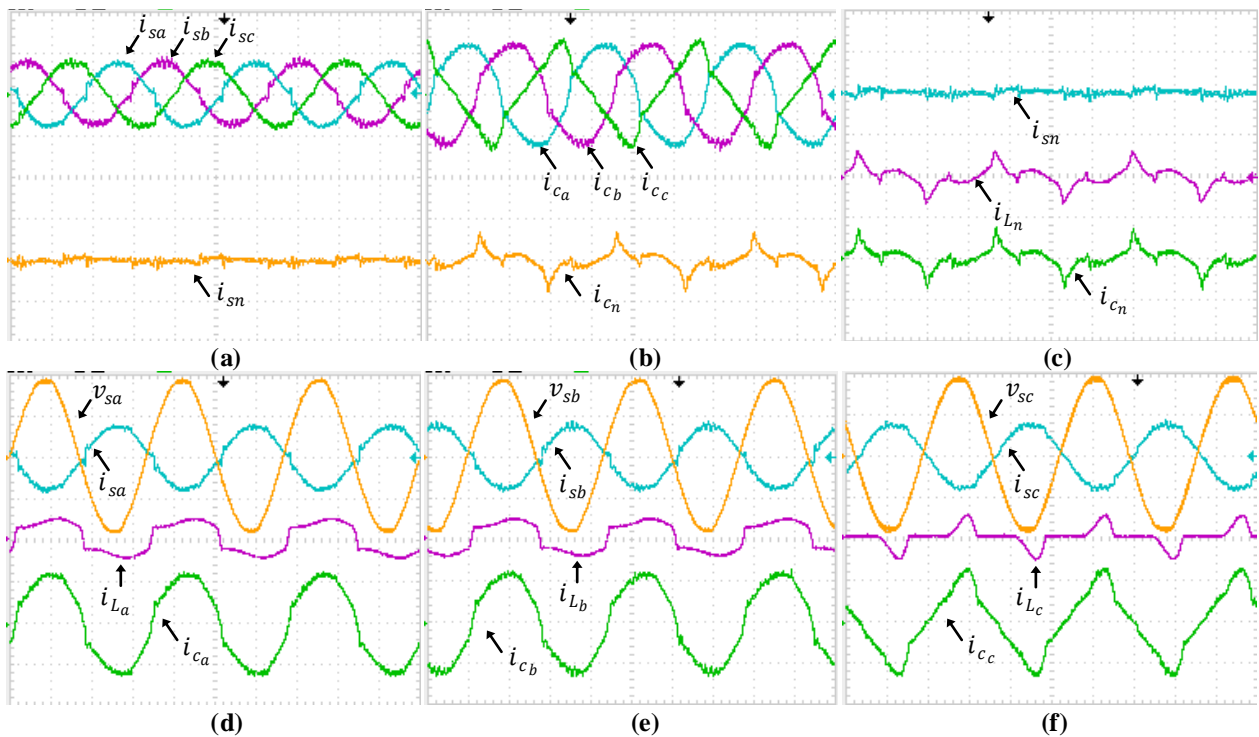 i_sa i_sb i_sc
i_sn
(a)
i_ca i_cb i_cc
i_cn
(b)
i_sn
i_Ln
i_cn
(c)
v_sa
i_sa
i_La
i_ca
(d)
v_sb
i_sb
i_Lb
i_cb
(e)
v_sc
i_sc
i_Lc
i_cc
(f)